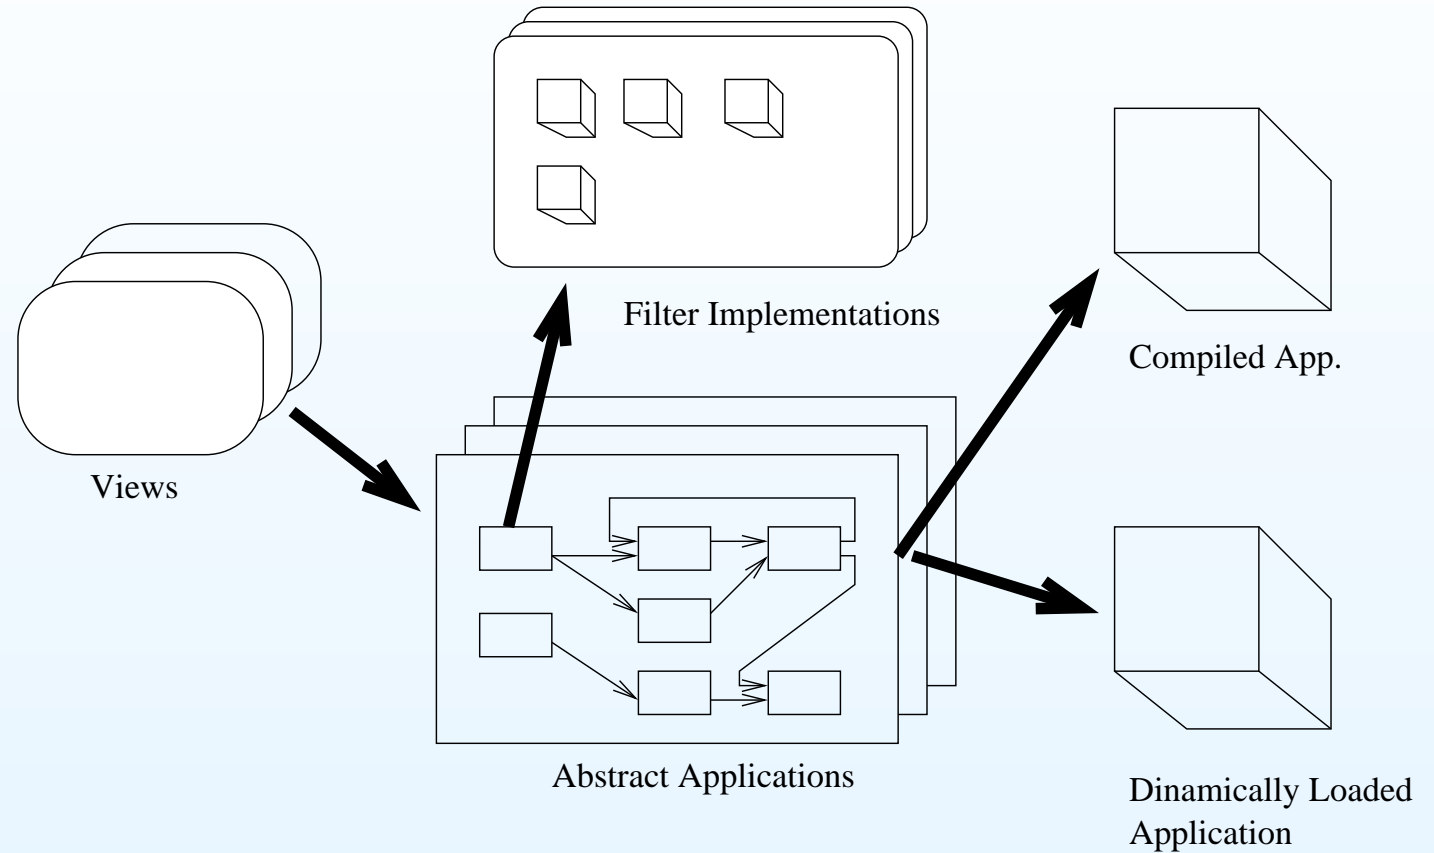 Filter Implementations
Compiled App.
Views
Abstract Applications
Dinamically Loaded
Application